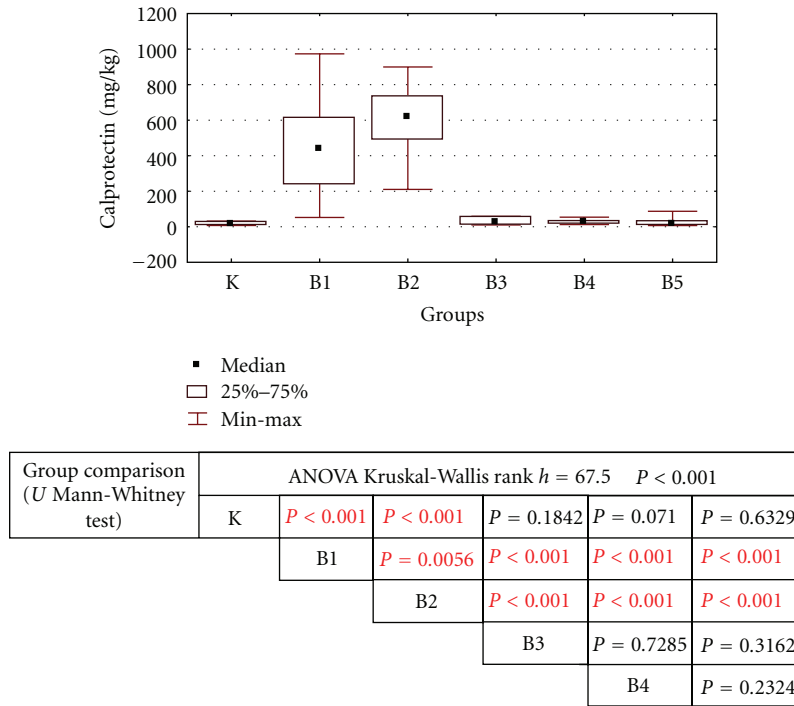 1200
1000
800
600
400
200
0
−200
Calprotectin (mg/kg)
K B1 B2 B3 B4 B5
Groups
Median
25%–75%
Min-max
Group comparison
(U Mann-Whitney
test)
ANOVA Kruskal-Wallis rank h = 67.5 P < 0.001
K P < 0.001 P < 0.001 P = 0.1842 P = 0.071 P = 0.6329
B1 P = 0.0056 P < 0.001 P < 0.001 P < 0.001
B2 P < 0.001 P < 0.001 P < 0.001
B3 P = 0.7285 P = 0.3162
B4 P = 0.2324